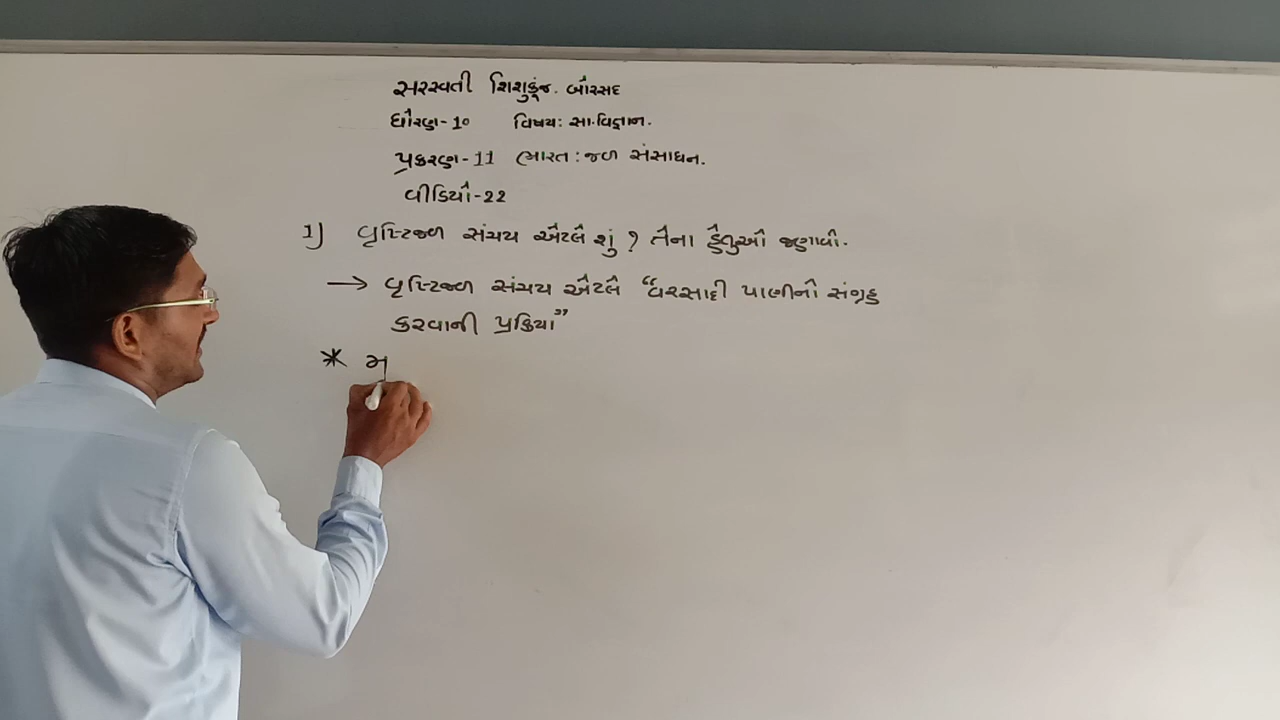 સરસ્વતી શિશુકુંજ. બોરસદ
ધોરણ-10 વિષય: સા.વિજ્ઞાન.
પ્રકરણ-11 ભારત: જળ સંસાધન.
વીડિયો-22
1) વૃષ્ટિજળ સંચય એટલે શું? તેના હેતુઓ જણાવો.
→ વૃષ્ટિજળ સંચય એટલે "વરસાદી પાણીનો સંગ્રહ
કરવાની પ્રક્રિયા"
* મ